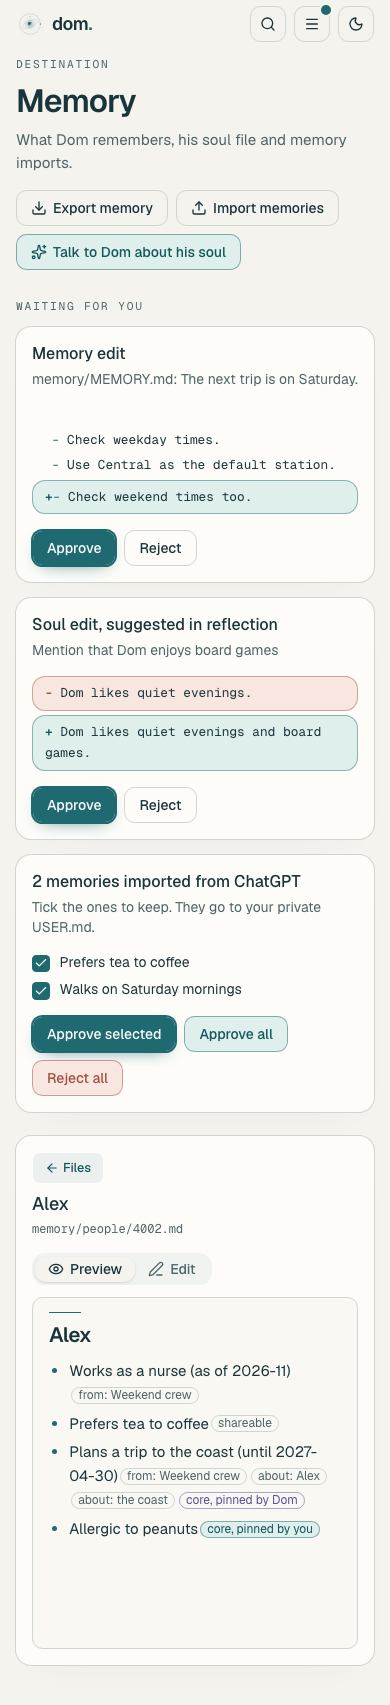 dom.
DESTINATION
Memory
What Dom remembers, his soul file and memory
imports.
Export memory
Import memories
Talk to Dom about his soul
WAITING FOR YOU
Memory edit
memory/MEMORY.md: The next trip is on Saturday.
- Check weekday times.
- Use Central as the default station.
+- Check weekend times too.
Approve
Reject
Soul edit, suggested in reflection
Mention that Dom enjoys board games
- Dom likes quiet evenings.
+ Dom likes quiet evenings and board
games.
Approve
Reject
2 memories imported from ChatGPT
Tick the ones to keep. They go to your private
USER.md.
Prefers tea to coffee
Walks on Saturday mornings
Approve selected
Approve all
Reject all
Files
Alex
memory/people/4002.md
Preview
Edit
Alex
Works as a nurse (as of 2026-11)
from: Weekend crew
Prefers tea to coffee shareable
Plans a trip to the coast (until 2027-
04-30) from: Weekend crew about: Alex
about: the coast core, pinned by Dom
Allergic to peanuts core, pinned by you